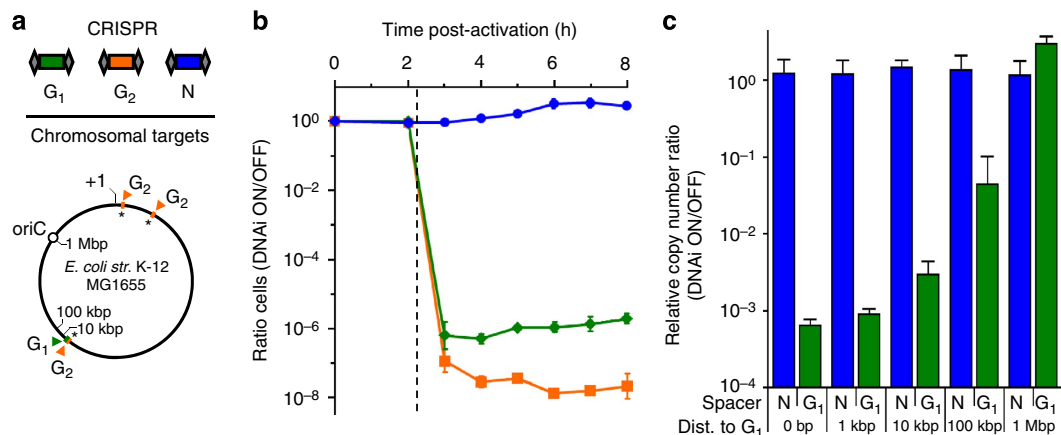 a
CRISPR
G₁ G₂ N
Chromosomal targets
+1 G₂ G₂
* *
oriC
1 Mbp
E. coli str. K-12
MG1655
100 kbp
10 kbp
*
G₁
G₂
b
Time post-activation (h)
0 2 4 6 8
Ratio cells (DNAi ON/OFF)
10⁰
10⁻²
10⁻⁴
10⁻⁶
10⁻⁸
c
Relative copy number ratio
(DNAi ON/OFF)
10⁰
10⁻¹
10⁻²
10⁻³
10⁻⁴
Spacer N G₁ N G₁ N G₁ N G₁ N G₁
Dist. to G₁ 0 bp 1 kbp 10 kbp 100 kbp 1 Mbp